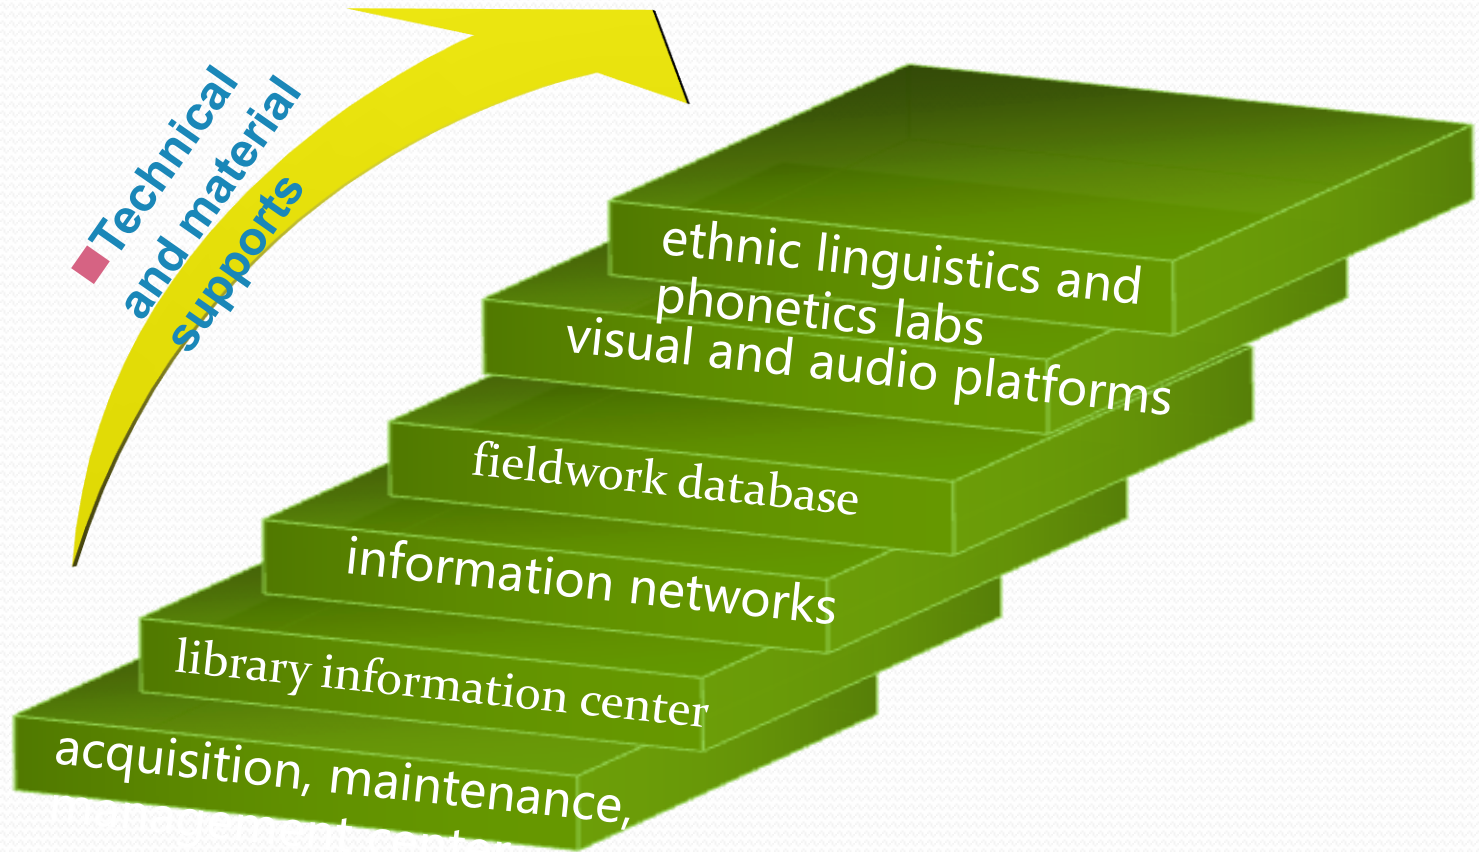 Technical
and material
supports
ethnic linguistics and
phonetics labs
visual and audio platforms
fieldwork database
information networks
library information center
acquisition, maintenance,